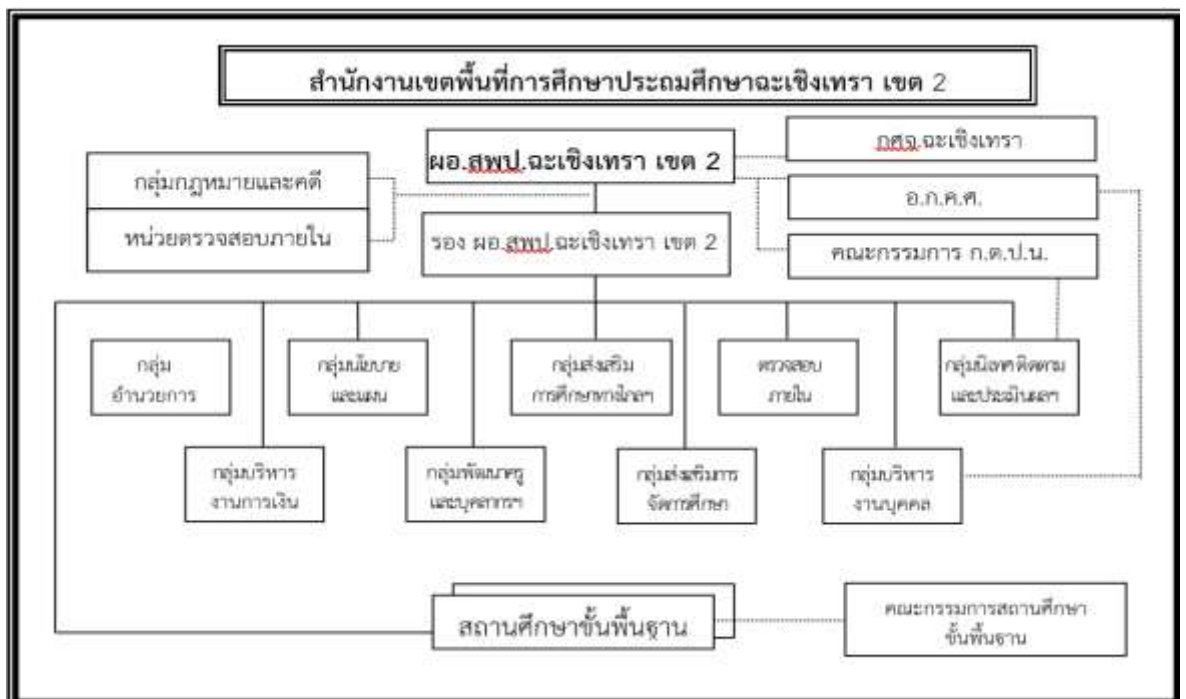 สำนักงานเขตพื้นที่การศึกษาประถมศึกษาฉะเชิงเทรา เขต 2
ผอ.สพป.ฉะเชิงเทรา เขต 2
กศจ.ฉะเชิงเทรา
กลุ่มกฎหมายและคดี
อ.ก.ค.ศ.
หน่วยตรวจสอบภายใน
รอง ผอ.สพป.ฉะเชิงเทรา เขต 2
คณะกรรมการ ก.ต.ป.น.
กลุ่ม
อำนวยการ
กลุ่มนโยบาย
และแผน
กลุ่มส่งเสริม
การศึกษาทางไกลฯ
ตรวจสอบ
ภายใน
กลุ่มนิเทศ ติดตาม
และประเมินผลฯ
กลุ่มบริหาร
งานการเงิน
กลุ่มพัฒนาครู
และบุคลากรฯ
กลุ่มส่งเสริมการ
จัดการศึกษา
กลุ่มบริหาร
งานบุคคล
สถานศึกษาขั้นพื้นฐาน
คณะกรรมการสถานศึกษา
ขั้นพื้นฐาน